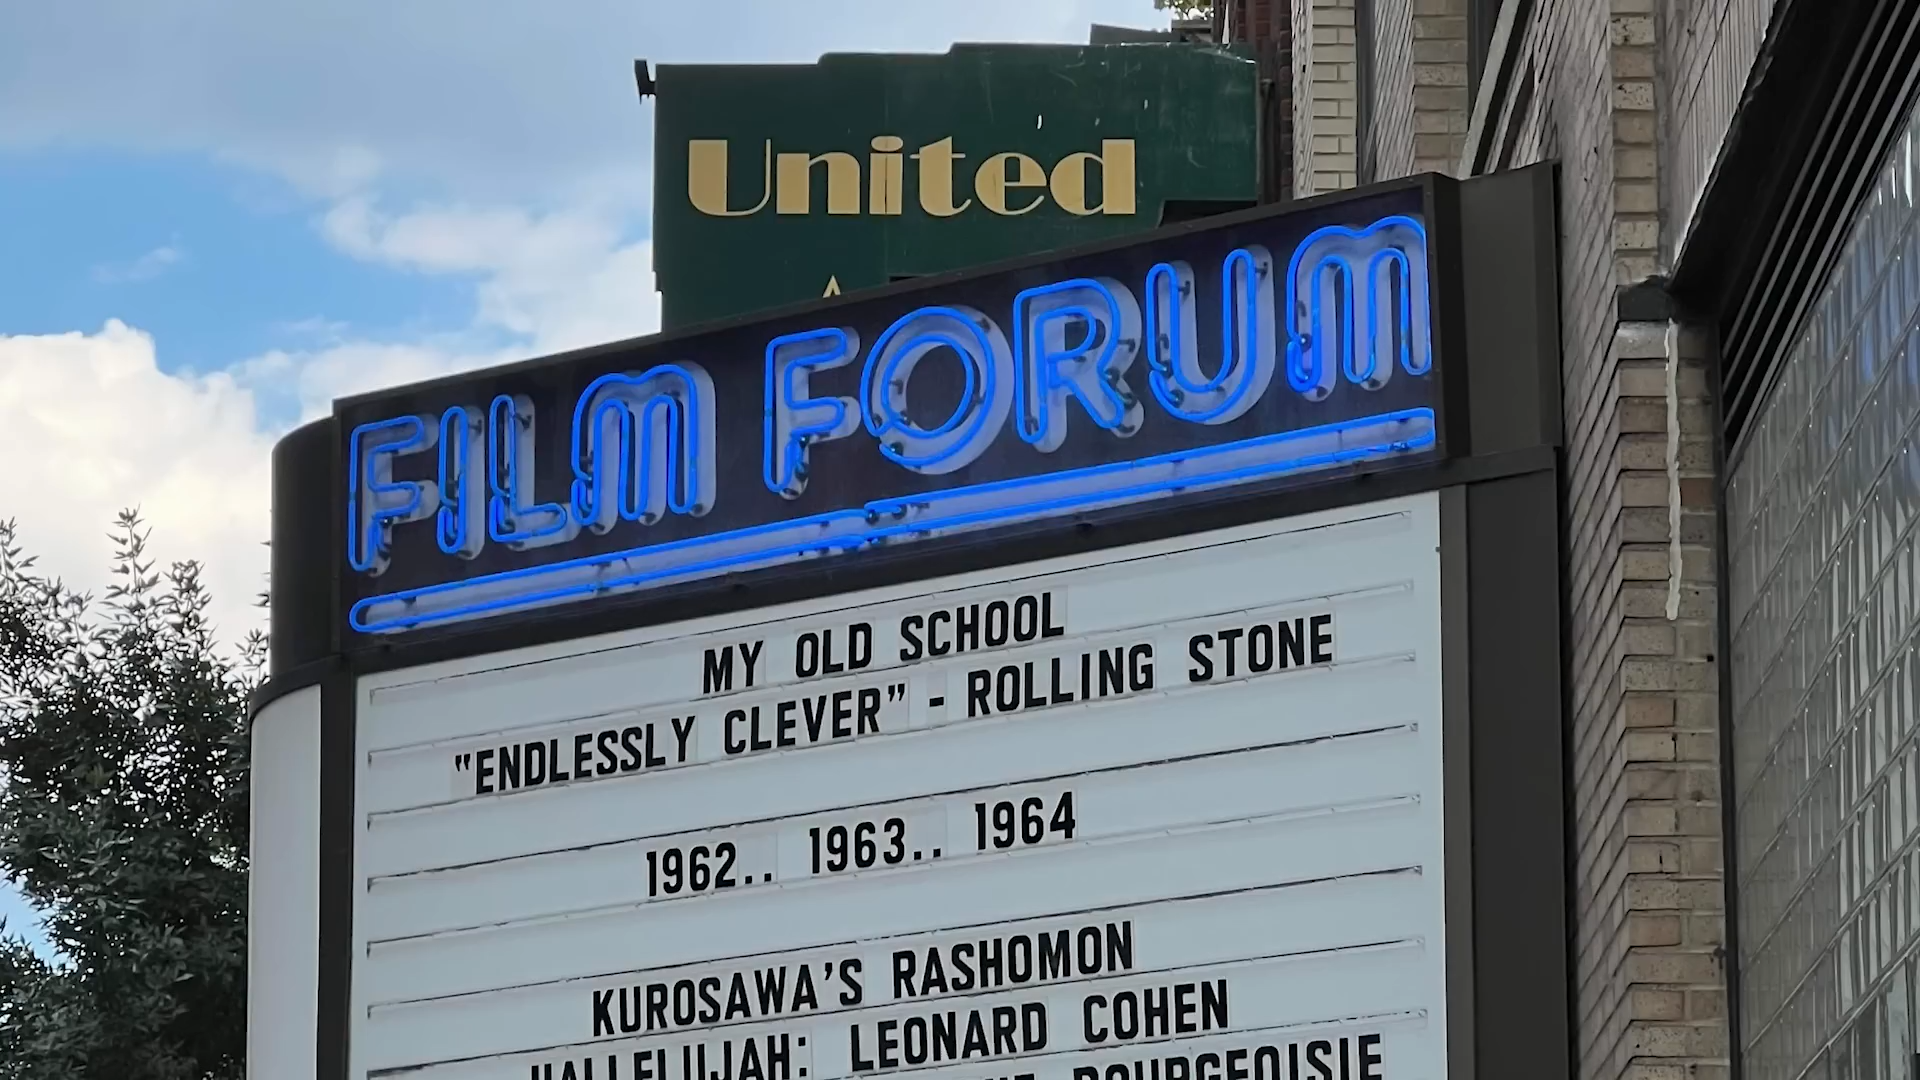 United
FILM FORUM
MY OLD SCHOOL
"ENDLESSLY CLEVER" - ROLLING STONE
1962.. 1963.. 1964
KUROSAWA'S RASHOMON
HALLELUJAH: LEONARD COHEN
BOURGEOISIE